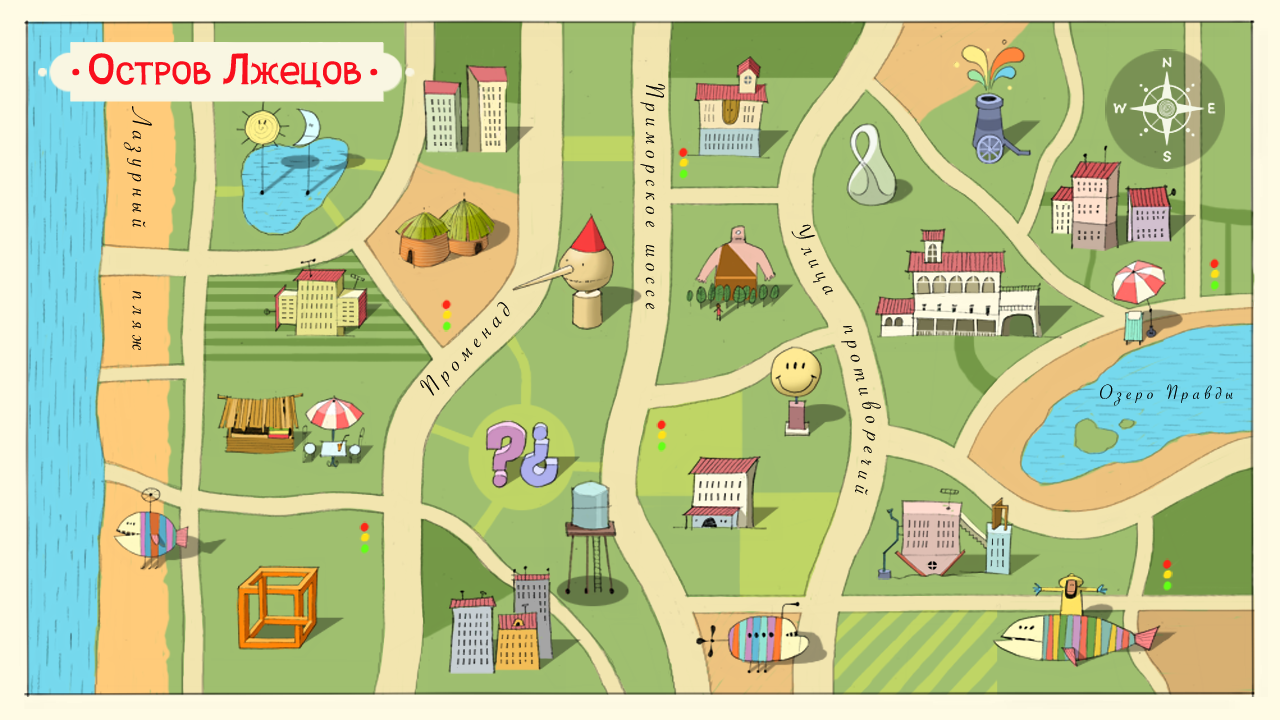 Остров Лжецов
N
W E
S
Лазурный пляж
Приморское шоссе
Улица противоречий
Променад
Озеро Правды
?¿